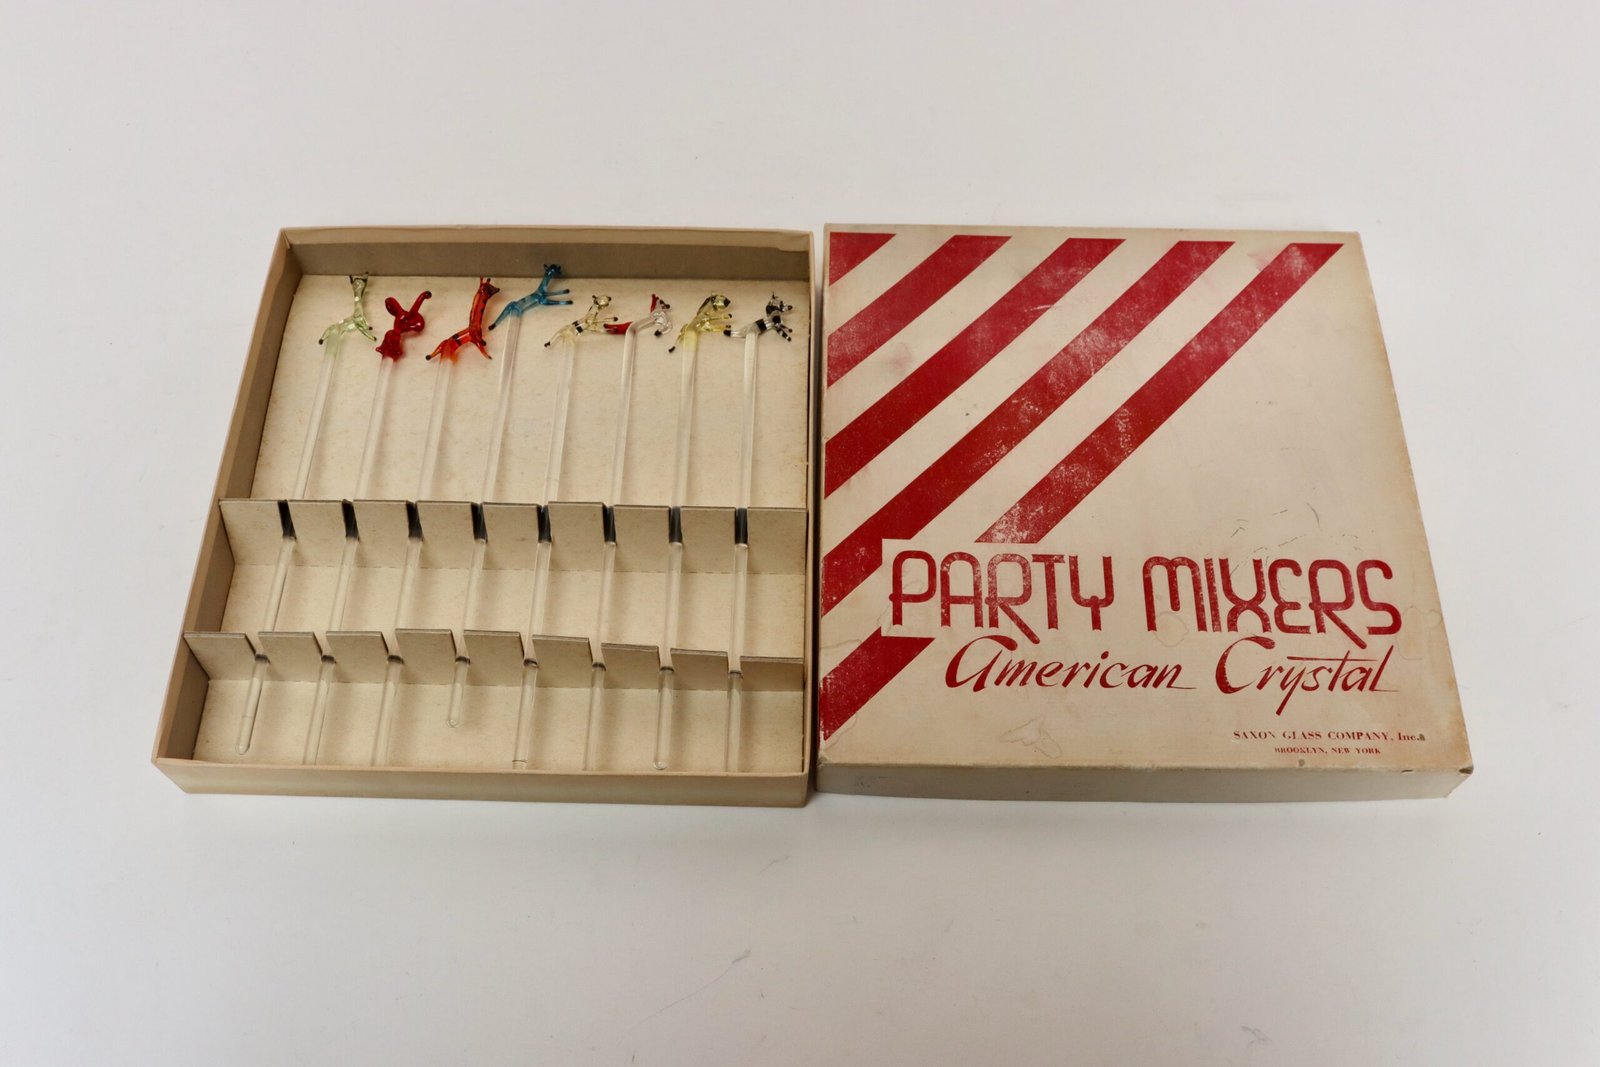 PARTY MIXERS
American Crystal
SAXON GLASS COMPANY, Inc.
BROOKLYN, NEW YORK